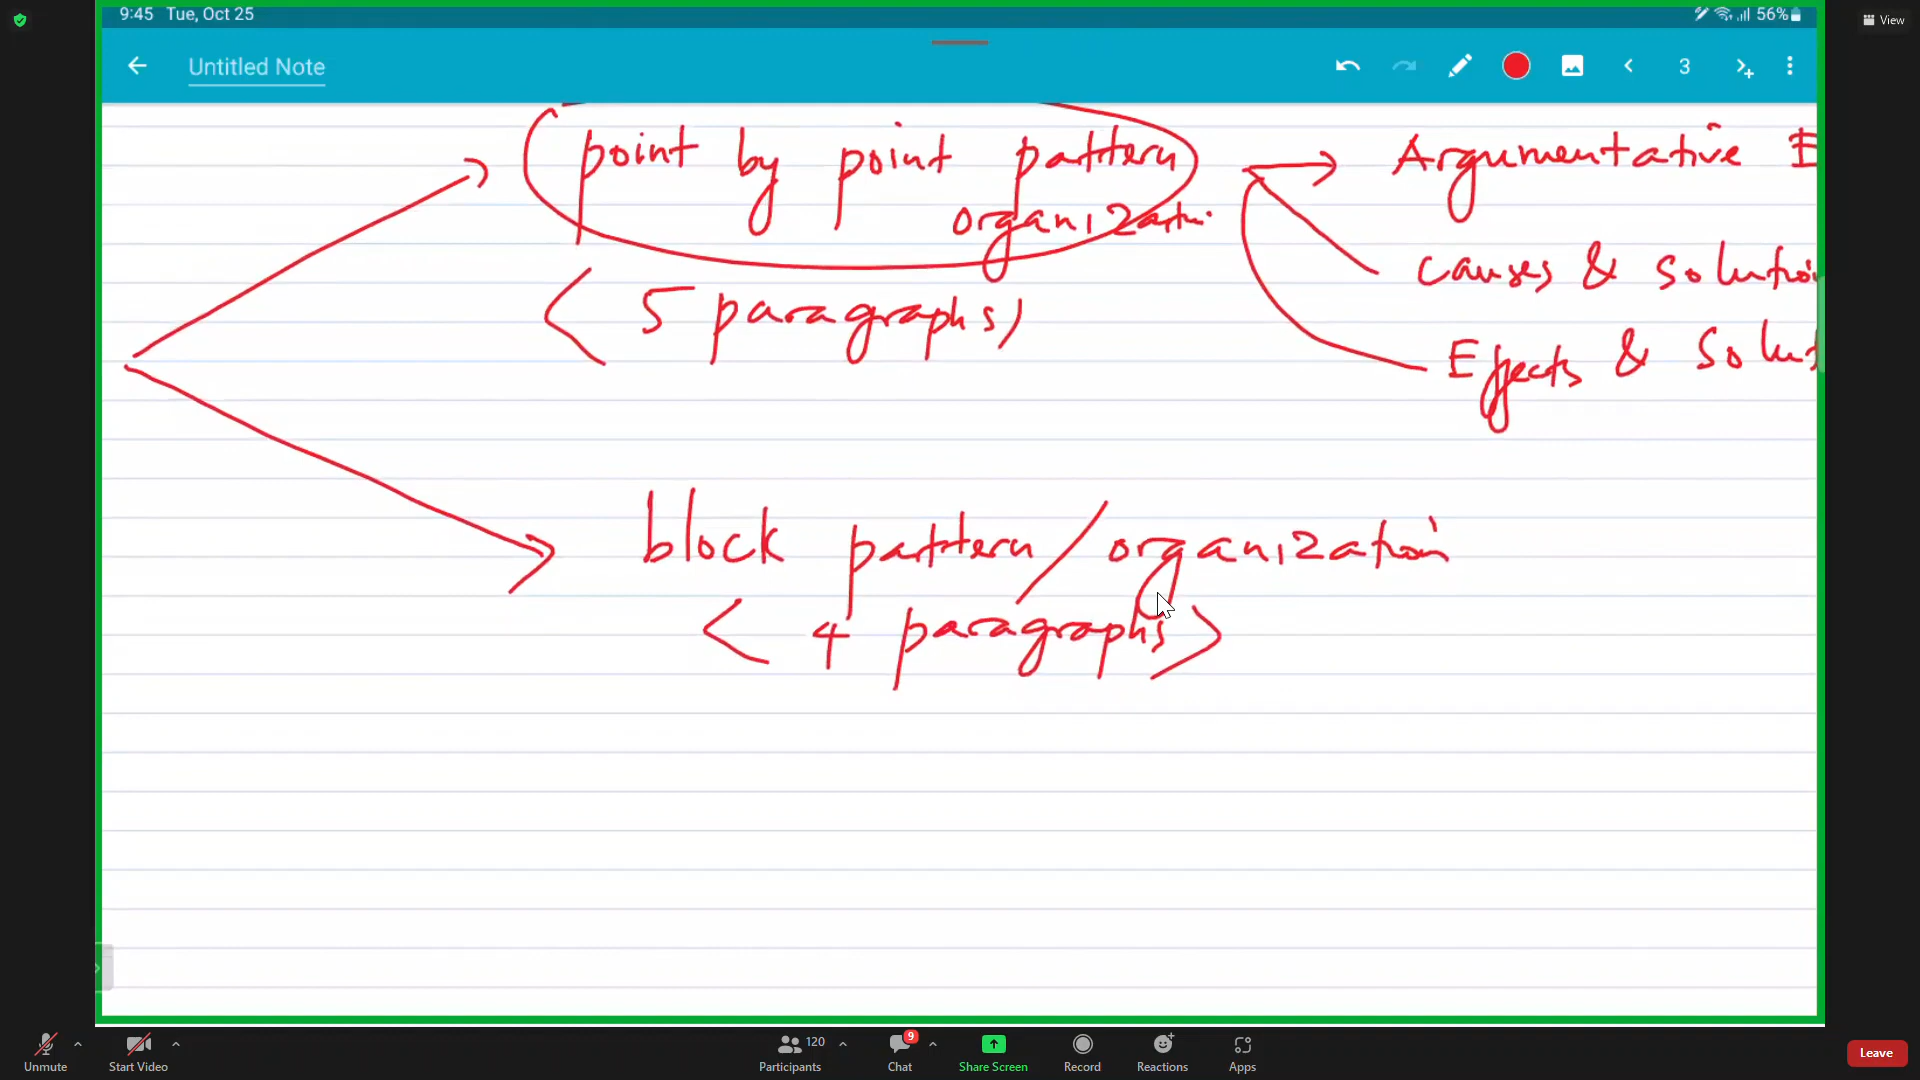 9:45 Tue, Oct 25 56%
View
Untitled Note 3
point by point pattern
organization
< 5 paragraphs)
Argumentative E
causes & solution
Effects & Solut
block pattern / organization
< 4 paragraphs >
Unmute
Start Video
120
Participants
9
Chat
Share Screen
Record
Reactions
Apps
Leave